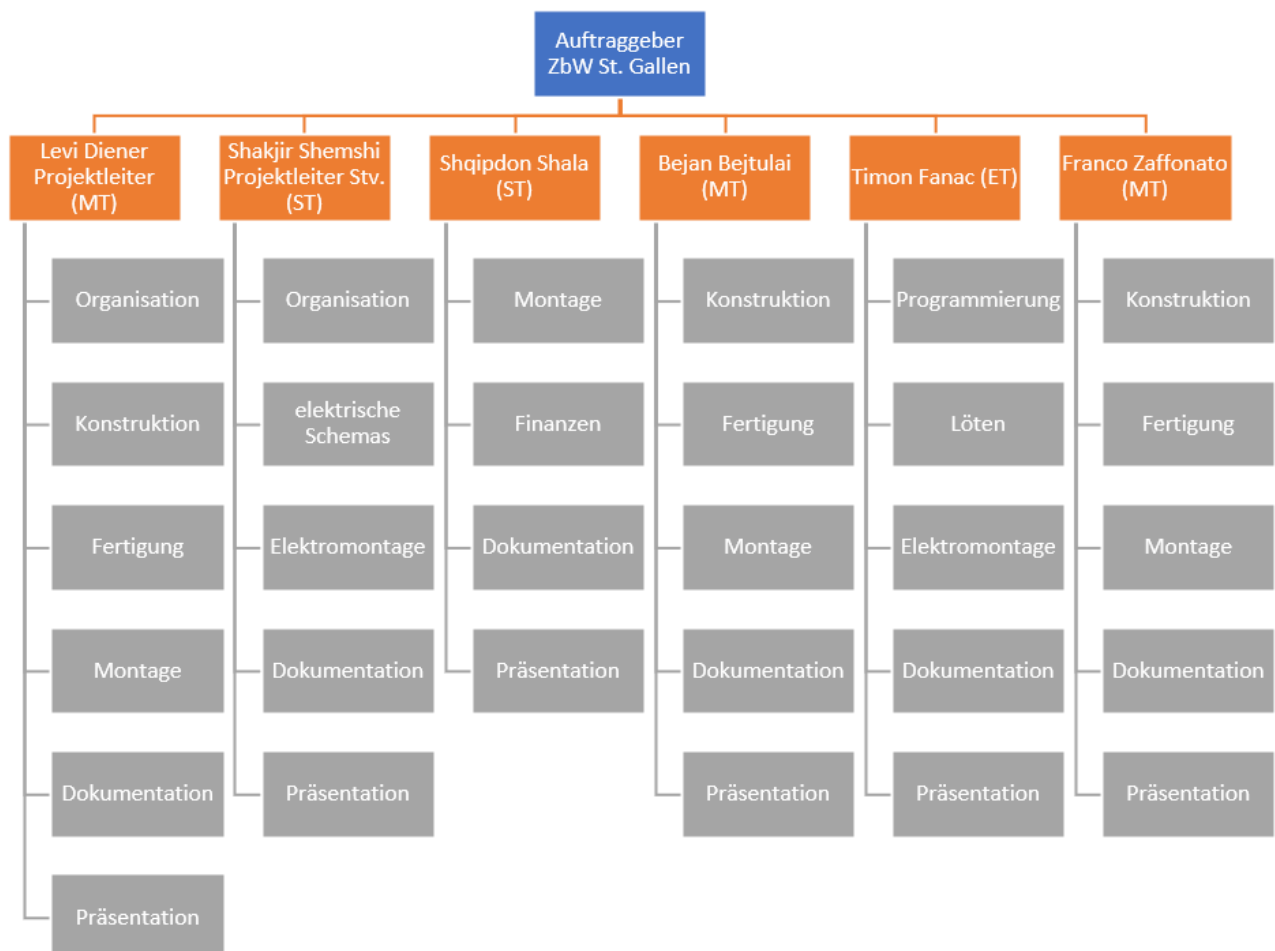 Auftraggeber
ZbW St. Gallen
Levi Diener
Projektleiter
(MT)
Organisation
Konstruktion
Fertigung
Montage
Dokumentation
Präsentation
Shakjir Shemshi
Projektleiter Stv.
(ST)
Organisation
elektrische
Schemas
Elektromontage
Dokumentation
Präsentation
Shqipdon Shala
(ST)
Montage
Finanzen
Dokumentation
Präsentation
Bejan Bejtulai
(MT)
Konstruktion
Fertigung
Montage
Dokumentation
Präsentation
Timon Fanac (ET)
Programmierung
Löten
Elektromontage
Dokumentation
Präsentation
Franco Zaffonato
(MT)
Konstruktion
Fertigung
Montage
Dokumentation
Präsentation